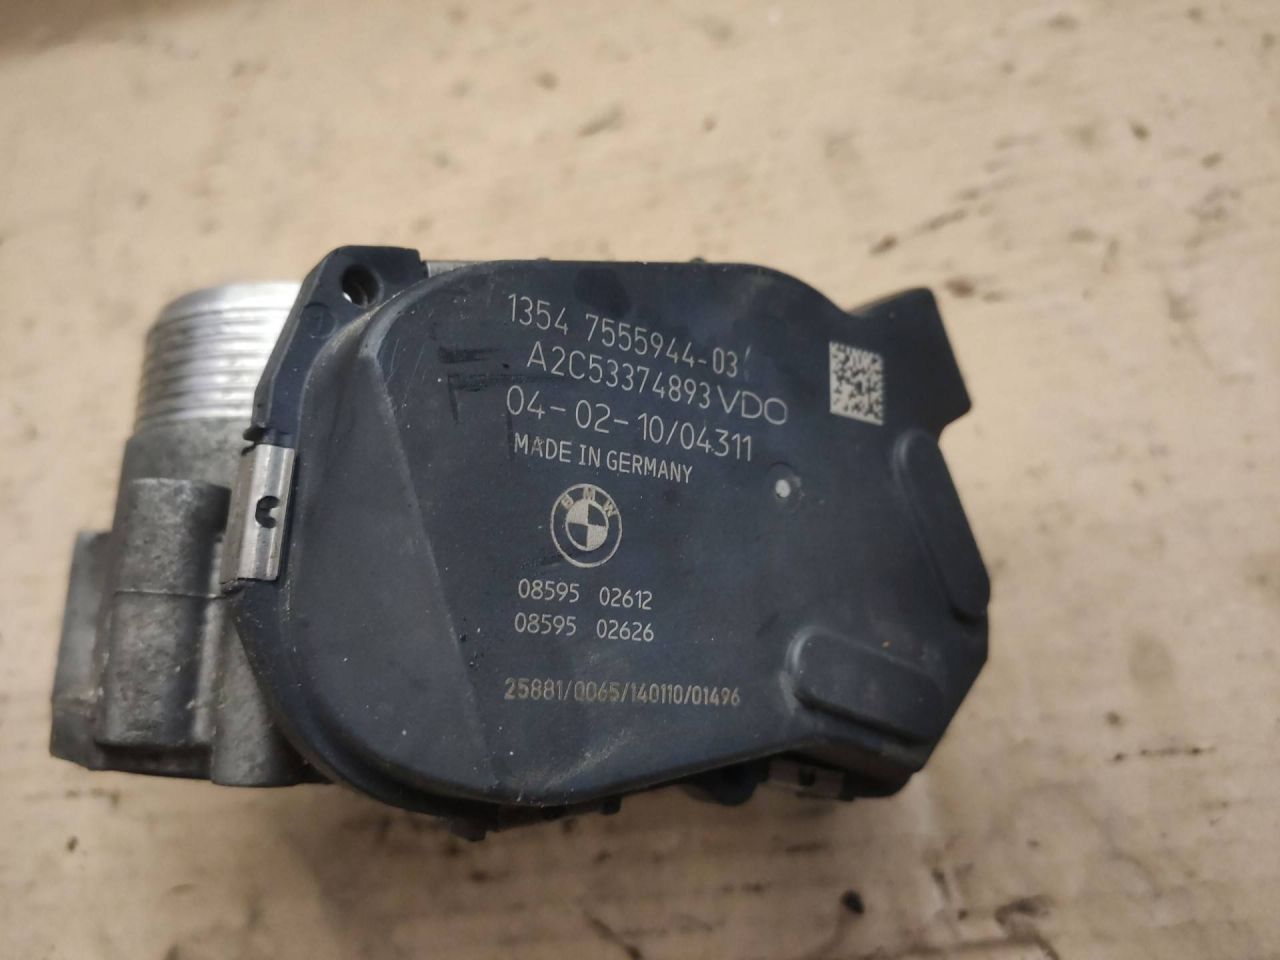 1354 7555944-03
A2C53374893 VDO
04-02-10/04311
MADE IN GERMANY
BMW
08595 02612
08595 02626
25881/0065/140110/01496